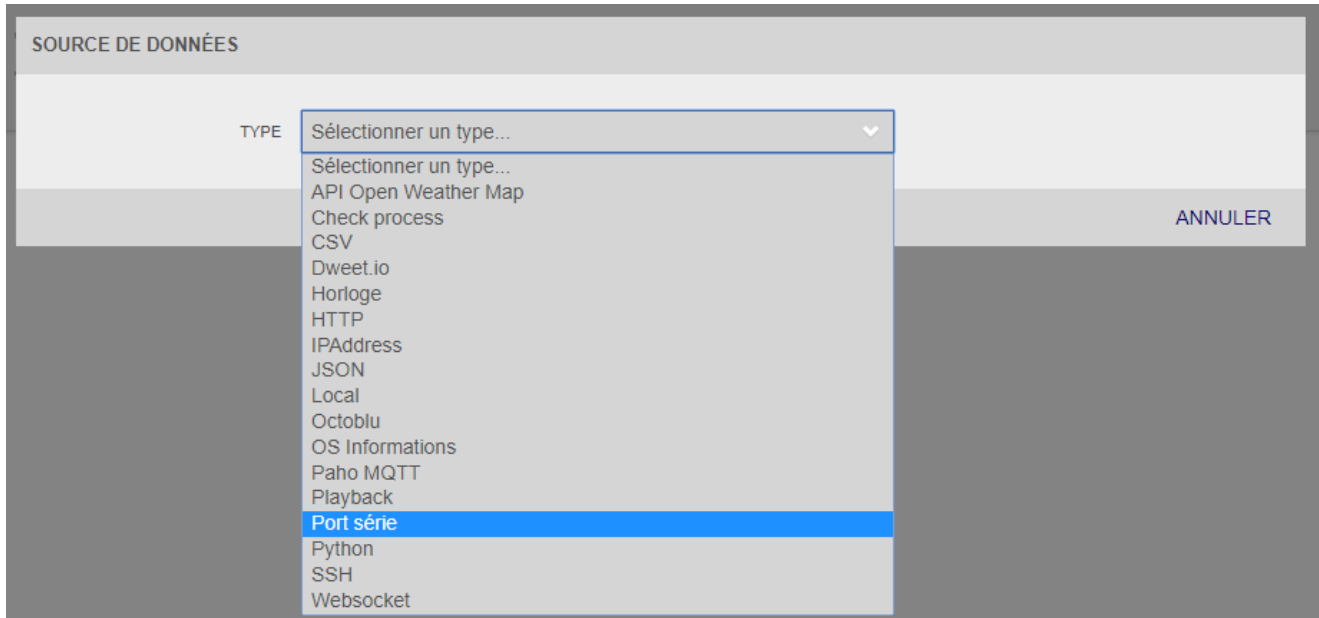 SOURCE DE DONNÉES
TYPE Sélectionner un type...
Sélectionner un type...
API Open Weather Map
Check process
CSV
Dweet.io
Horloge
HTTP
IPAddress
JSON
Local
Octoblu
OS Informations
Paho MQTT
Playback
Port série
Python
SSH
Websocket
ANNULER